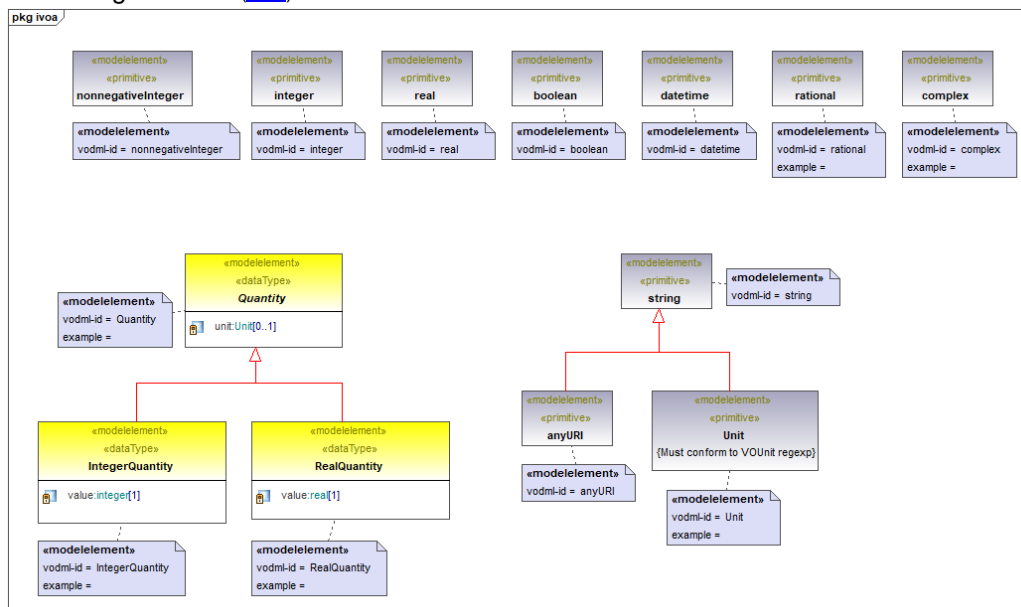 pkg ivoa
«modelelement»
«primitive»
nonnegativeInteger
«modelelement»
vodml-id = nonnegativeInteger
«modelelement»
«primitive»
integer
«modelelement»
vodml-id = integer
«modelelement»
«primitive»
real
«modelelement»
vodml-id = real
«modelelement»
«primitive»
boolean
«modelelement»
vodml-id = boolean
«modelelement»
«primitive»
datetime
«modelelement»
vodml-id = datetime
«modelelement»
«primitive»
rational
«modelelement»
vodml-id = rational
example =
«modelelement»
«primitive»
complex
«modelelement»
vodml-id = complex
example =
«modelelement»
«dataType»
Quantity
unit:Unit[0..1]
«modelelement»
vodml-id = Quantity
example =
«modelelement»
«primitive»
string
«modelelement»
vodml-id = string
«modelelement»
«dataType»
IntegerQuantity
value:integer[1]
«modelelement»
vodml-id = IntegerQuantity
example =
«modelelement»
«dataType»
RealQuantity
value:real[1]
«modelelement»
vodml-id = RealQuantity
example =
«modelelement»
«primitive»
anyURI
«modelelement»
vodml-id = anyURI
«modelelement»
«primitive»
Unit
{Must conform to VOUnit regexp}
«modelelement»
vodml-id = Unit
example =